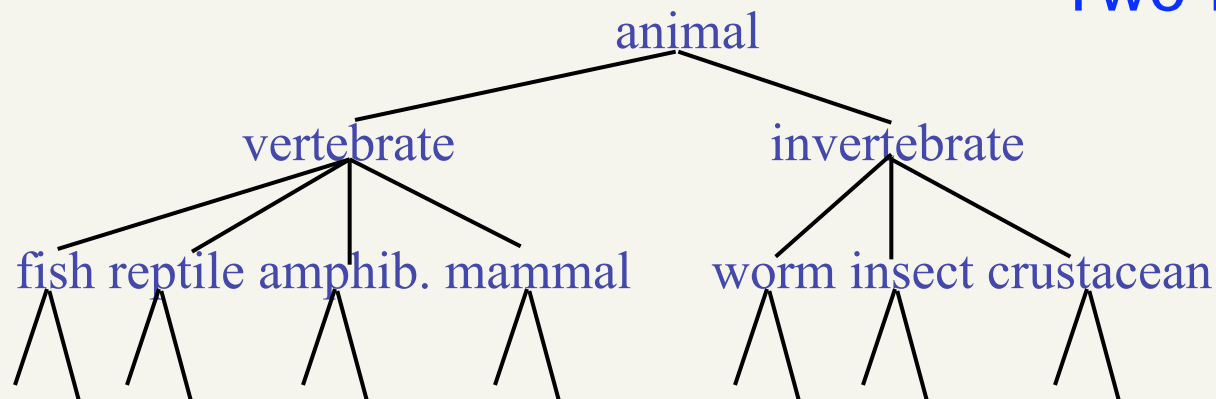 animal
vertebrate invertebrate
fish reptile amphib. mammal worm insect crustacean